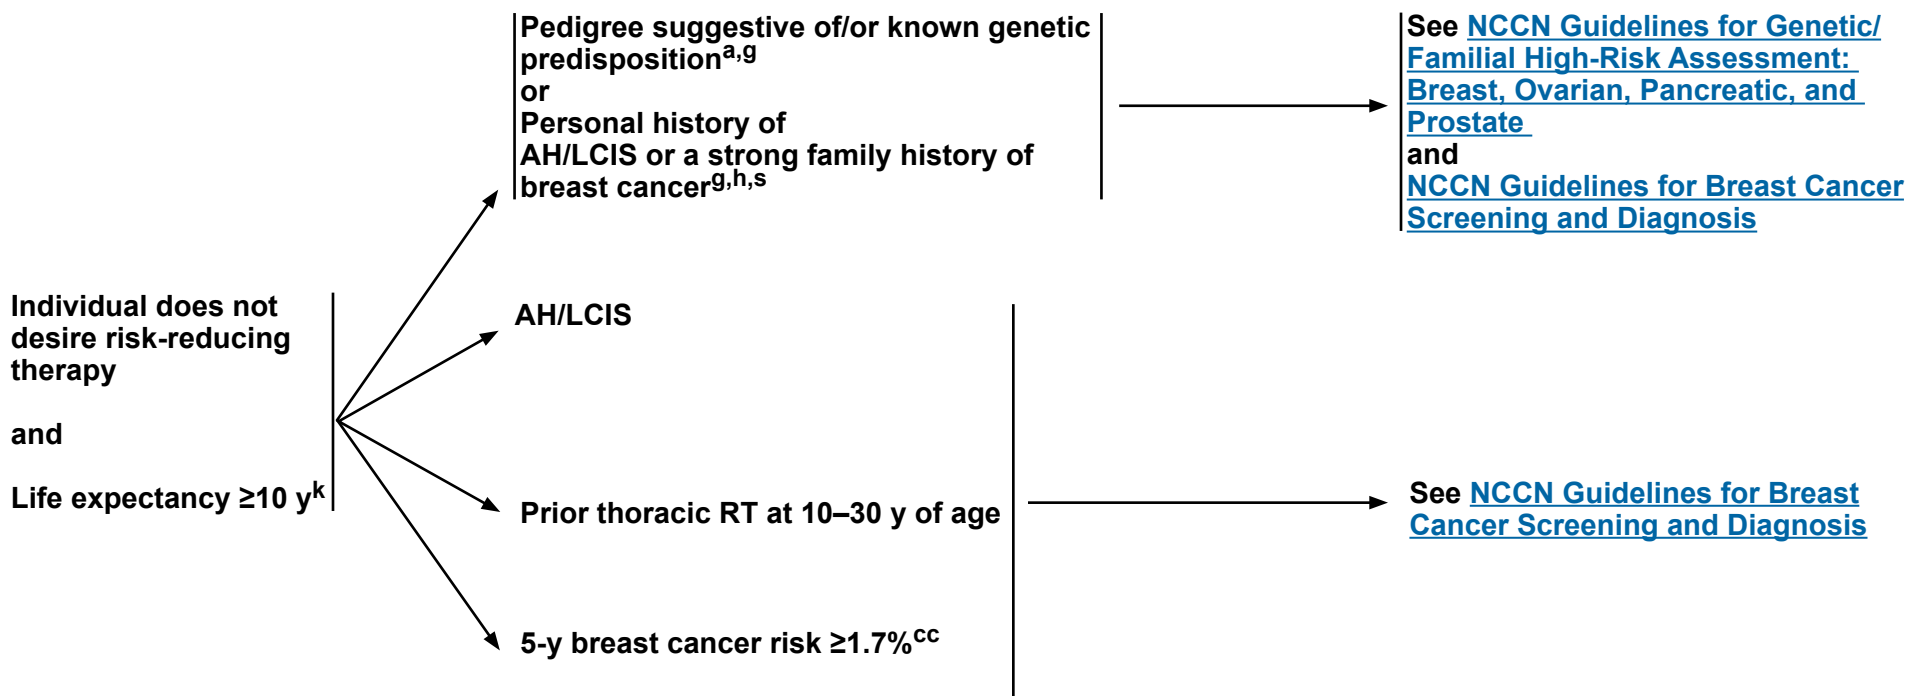 Individual does not
desire risk-reducing
therapy
and
Life expectancy ≥10 yᵏ
Pedigree suggestive of/or known genetic
predispositionᵃ,ᵍ
or
Personal history of
AH/LCIS or a strong family history of
breast cancerᵍ,ʰ,ˢ
See NCCN Guidelines for Genetic/
Familial High-Risk Assessment:
Breast, Ovarian, Pancreatic, and
Prostate
and
NCCN Guidelines for Breast Cancer
Screening and Diagnosis
AH/LCIS
Prior thoracic RT at 10–30 y of age
5-y breast cancer risk ≥1.7%ᶜᶜ
See NCCN Guidelines for Breast
Cancer Screening and Diagnosis